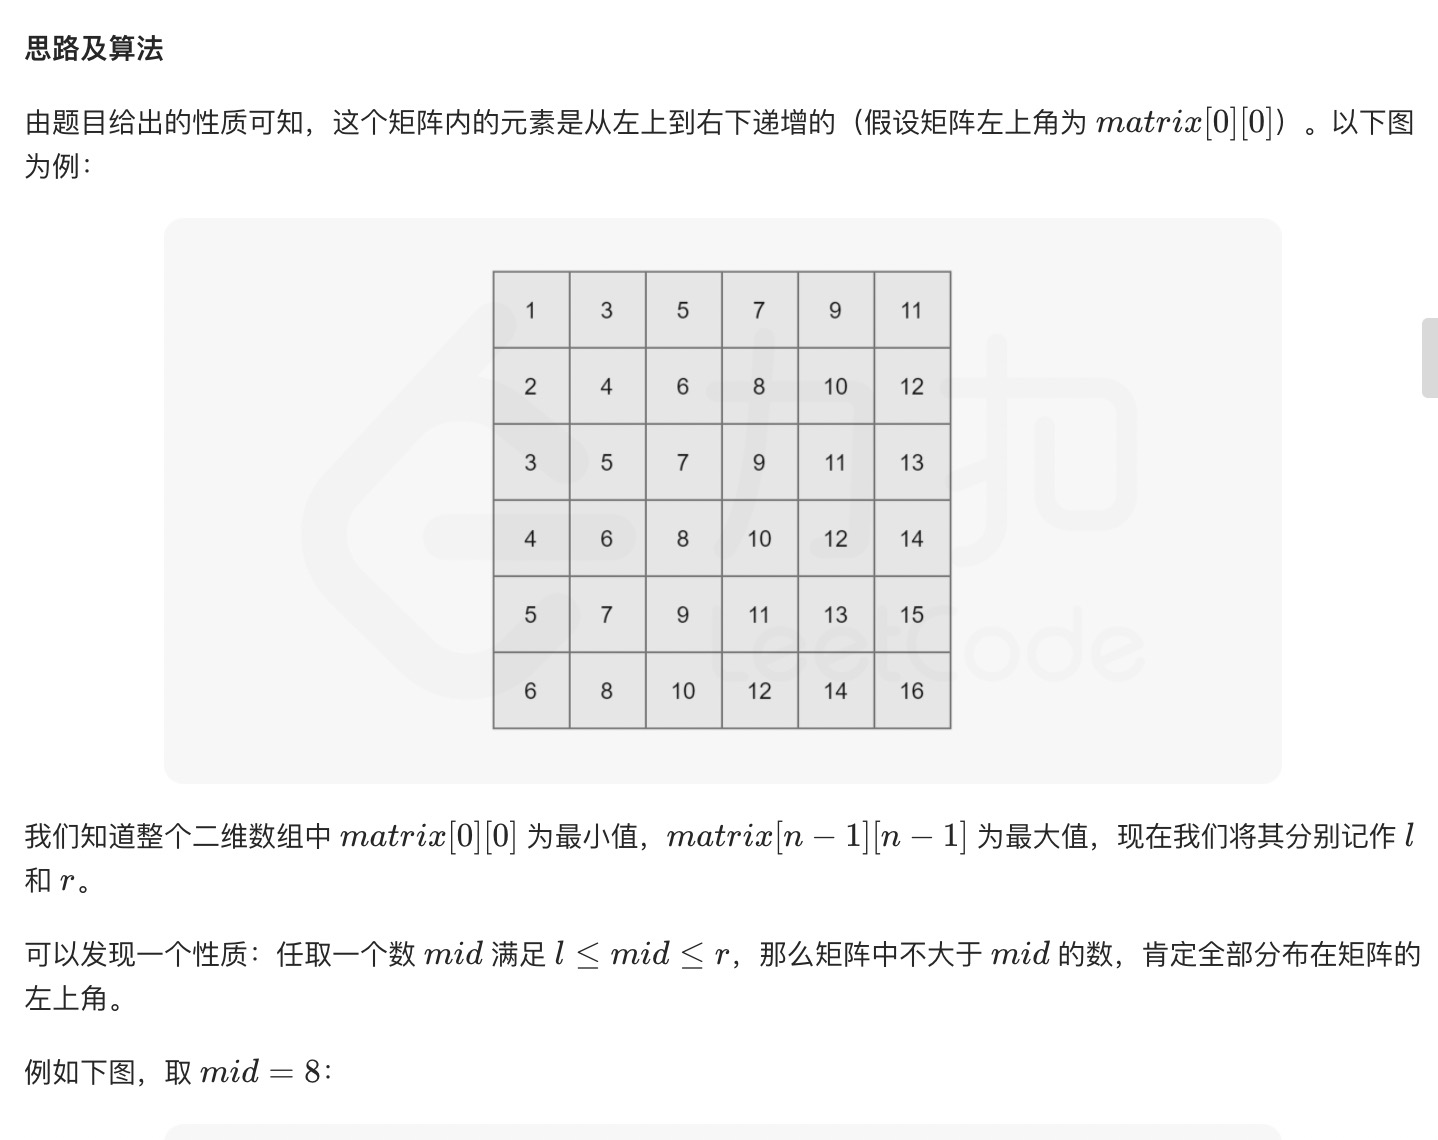 思路及算法
由题目给出的性质可知，这个矩阵内的元素是从左上到右下递增的（假设矩阵左上角为 matrix[0][0]）。以下图
为例：
1 3 5 7 9 11
2 4 6 8 10 12
3 5 7 9 11 13
4 6 8 10 12 14
5 7 9 11 13 15
6 8 10 12 14 16
力扣
LeetCode
我们知道整个二维数组中 matrix[0][0] 为最小值，matrix[n − 1][n − 1] 为最大值，现在我们将其分别记作 l
和 r。
可以发现一个性质：任取一个数 mid 满足 l ≤ mid ≤ r，那么矩阵中不大于 mid 的数，肯定全部分布在矩阵的
左上角。
例如下图，取 mid = 8：